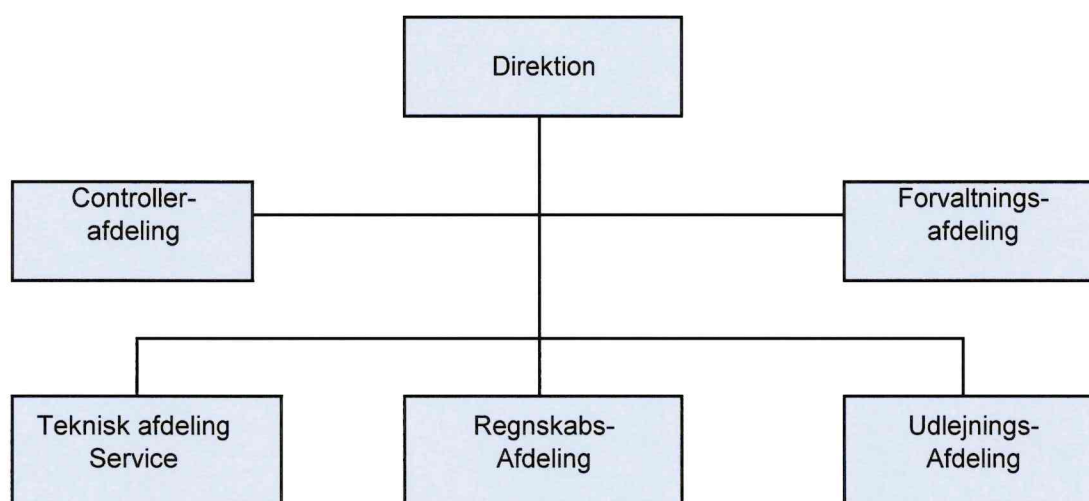 Direktion
Controller-
afdeling
Forvaltnings-
afdeling
Teknisk afdeling
Service
Regnskabs-
Afdeling
Udlejnings-
Afdeling